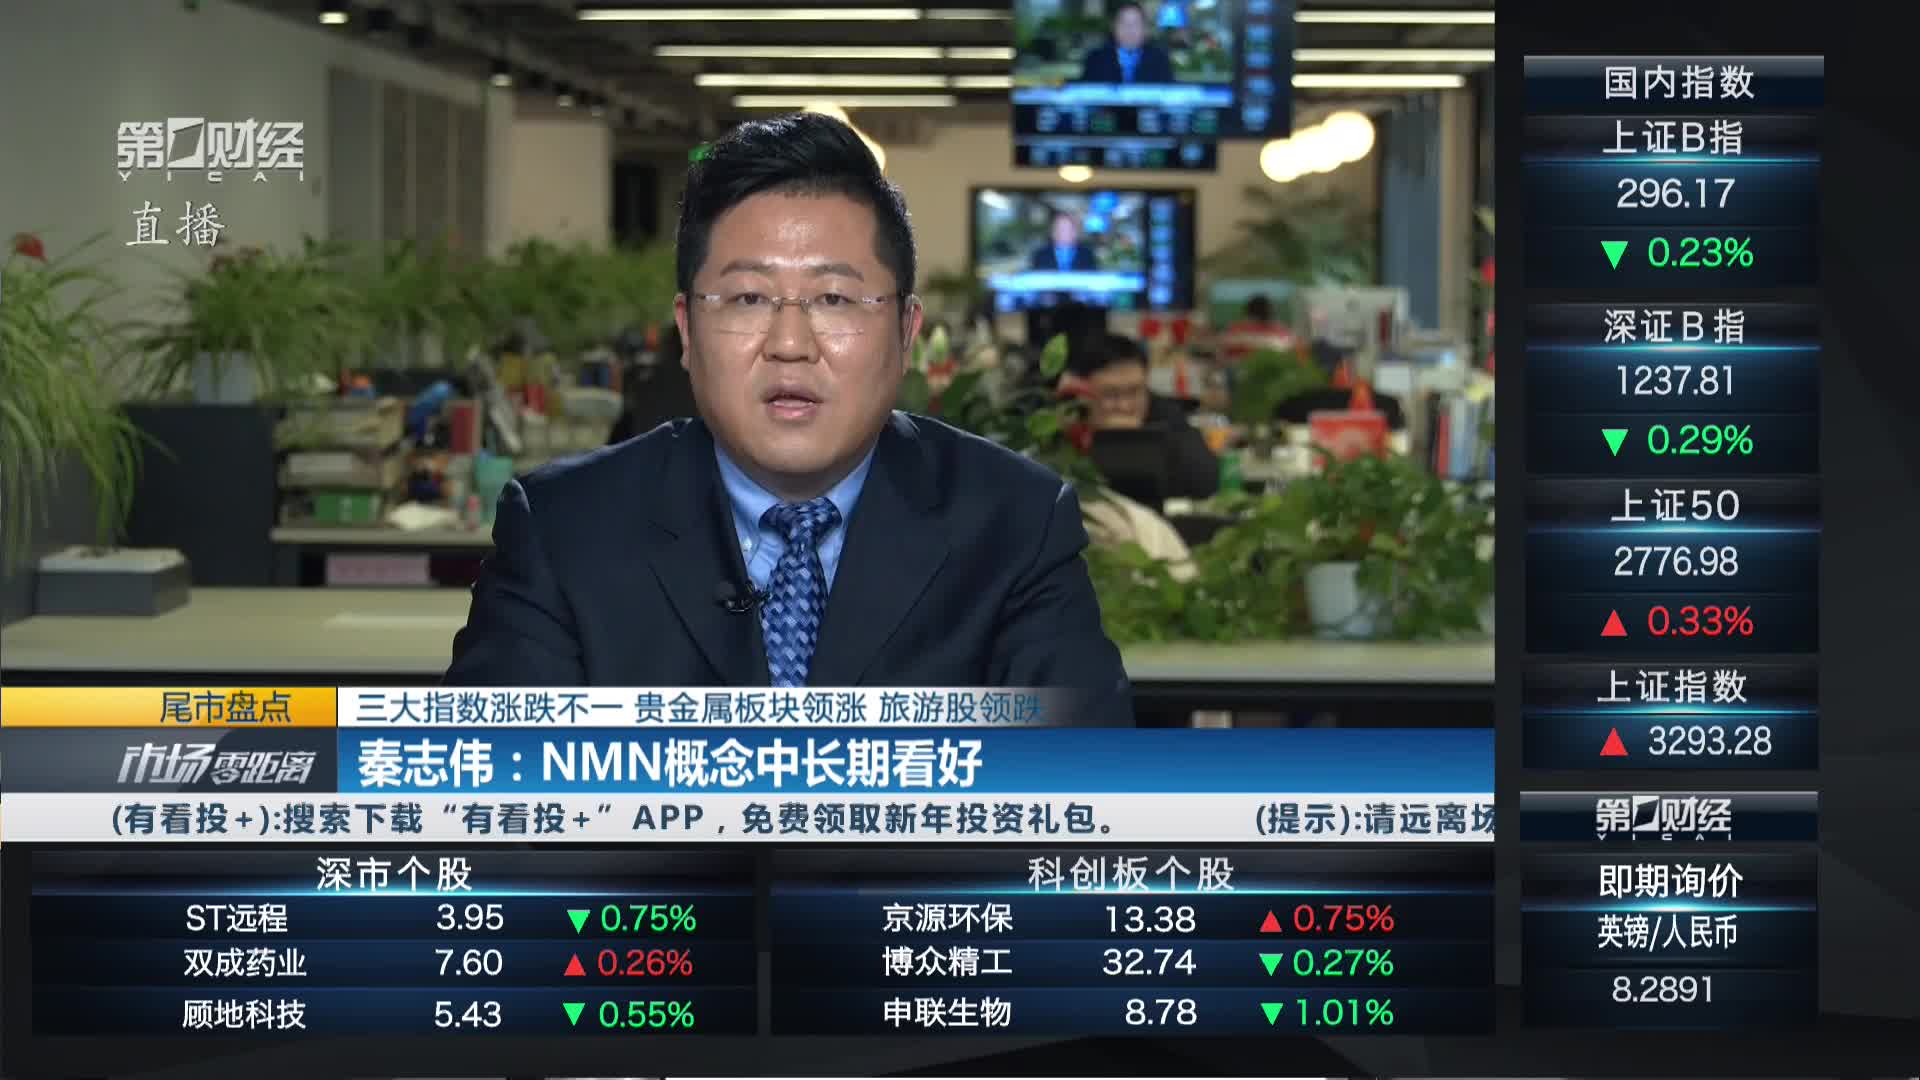 第一财经
YICAI
直播
国内指数
上证B指
296.17
▼ 0.23%
深证B指
1237.81
▼ 0.29%
上证50
2776.98
▲ 0.33%
上证指数
▲ 3293.28
第一财经
YICAI
即期询价
英镑/人民币
8.2891
尾市盘点
三大指数涨跌不一 贵金属板块领涨 旅游股领跌
市场零距离
秦志伟：NMN概念中长期看好
(有看投+):搜索下载“有看投+”APP，免费领取新年投资礼包。 (提示):请远离场
深市个股
ST远程 3.95 ▼ 0.75%
双成药业 7.60 ▲ 0.26%
顾地科技 5.43 ▼ 0.55%
科创板个股
京源环保 13.38 ▲ 0.75%
博众精工 32.74 ▼ 0.27%
申联生物 8.78 ▼ 1.01%